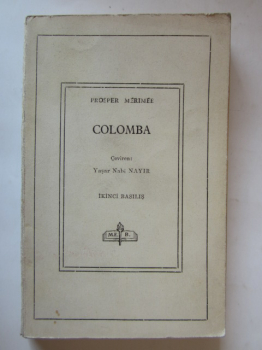 PROSPER MÉRIMÉE
COLOMBA
Çeviren:
Yaşar Nabi NAYIR
İKİNCİ BASILIŞ